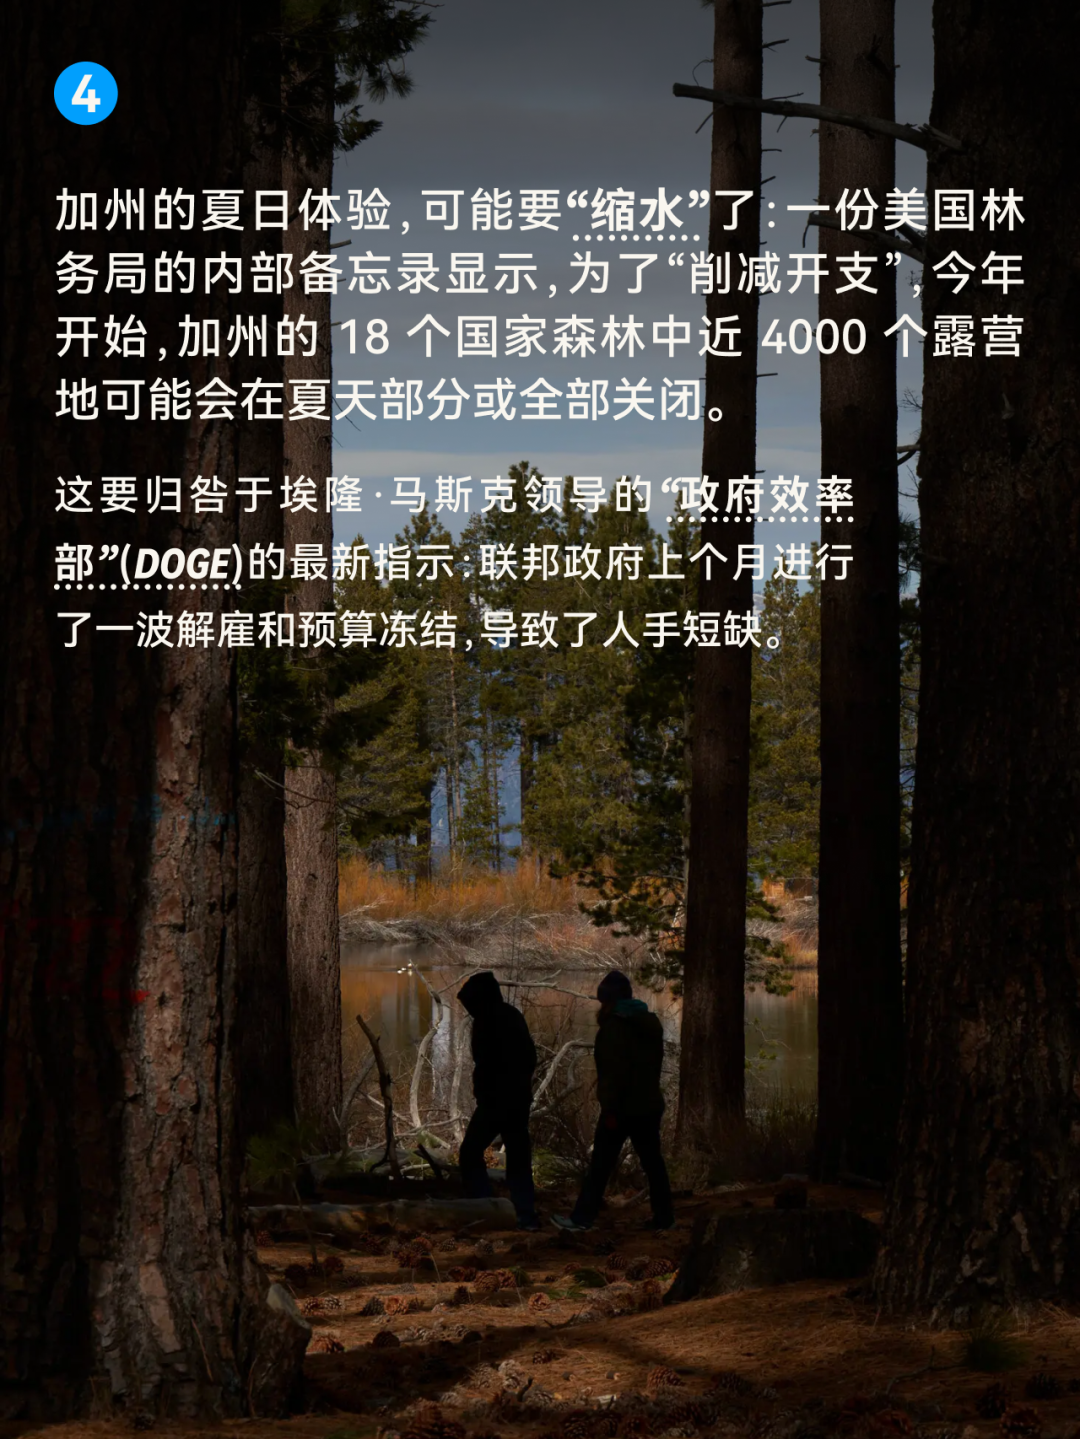 4
加州的夏日体验,可能要“缩水”了:一份美国林
务局的内部备忘录显示,为了“削减开支”,今年
开始,加州的 18 个国家森林中近 4000 个露营
地可能会在夏天部分或全部关闭。
这要归咎于埃隆·马斯克领导的“政府效率
部”(DOGE)的最新指示:联邦政府上个月进行
了一波解雇和预算冻结,导致了人手短缺。